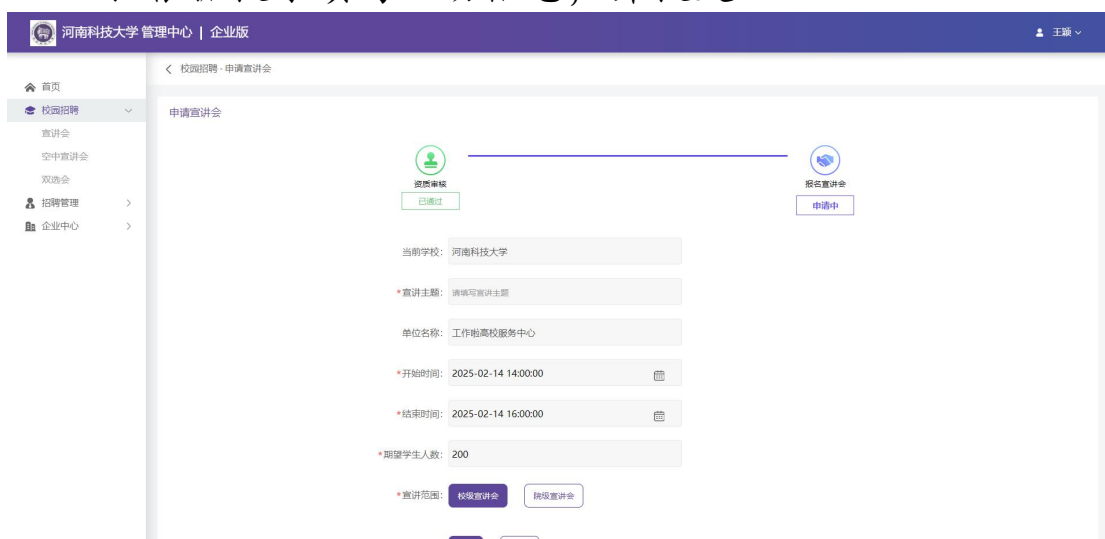 河南科技大学 管理中心 | 企业版
王颖
校园招聘 - 申请宣讲会
首页
校园招聘
宣讲会
空中宣讲会
双选会
招聘管理
企业中心
申请宣讲会
资质审核
已通过
报名宣讲会
申请中
当前学校: 河南科技大学
*宣讲主题: 请填写宣讲主题
单位名称: 工作啦高校服务中心
*开始时间: 2025-02-14 14:00:00
*结束时间: 2025-02-14 16:00:00
*期望学生人数: 200
*宣讲范围: 校级宣讲会 院级宣讲会